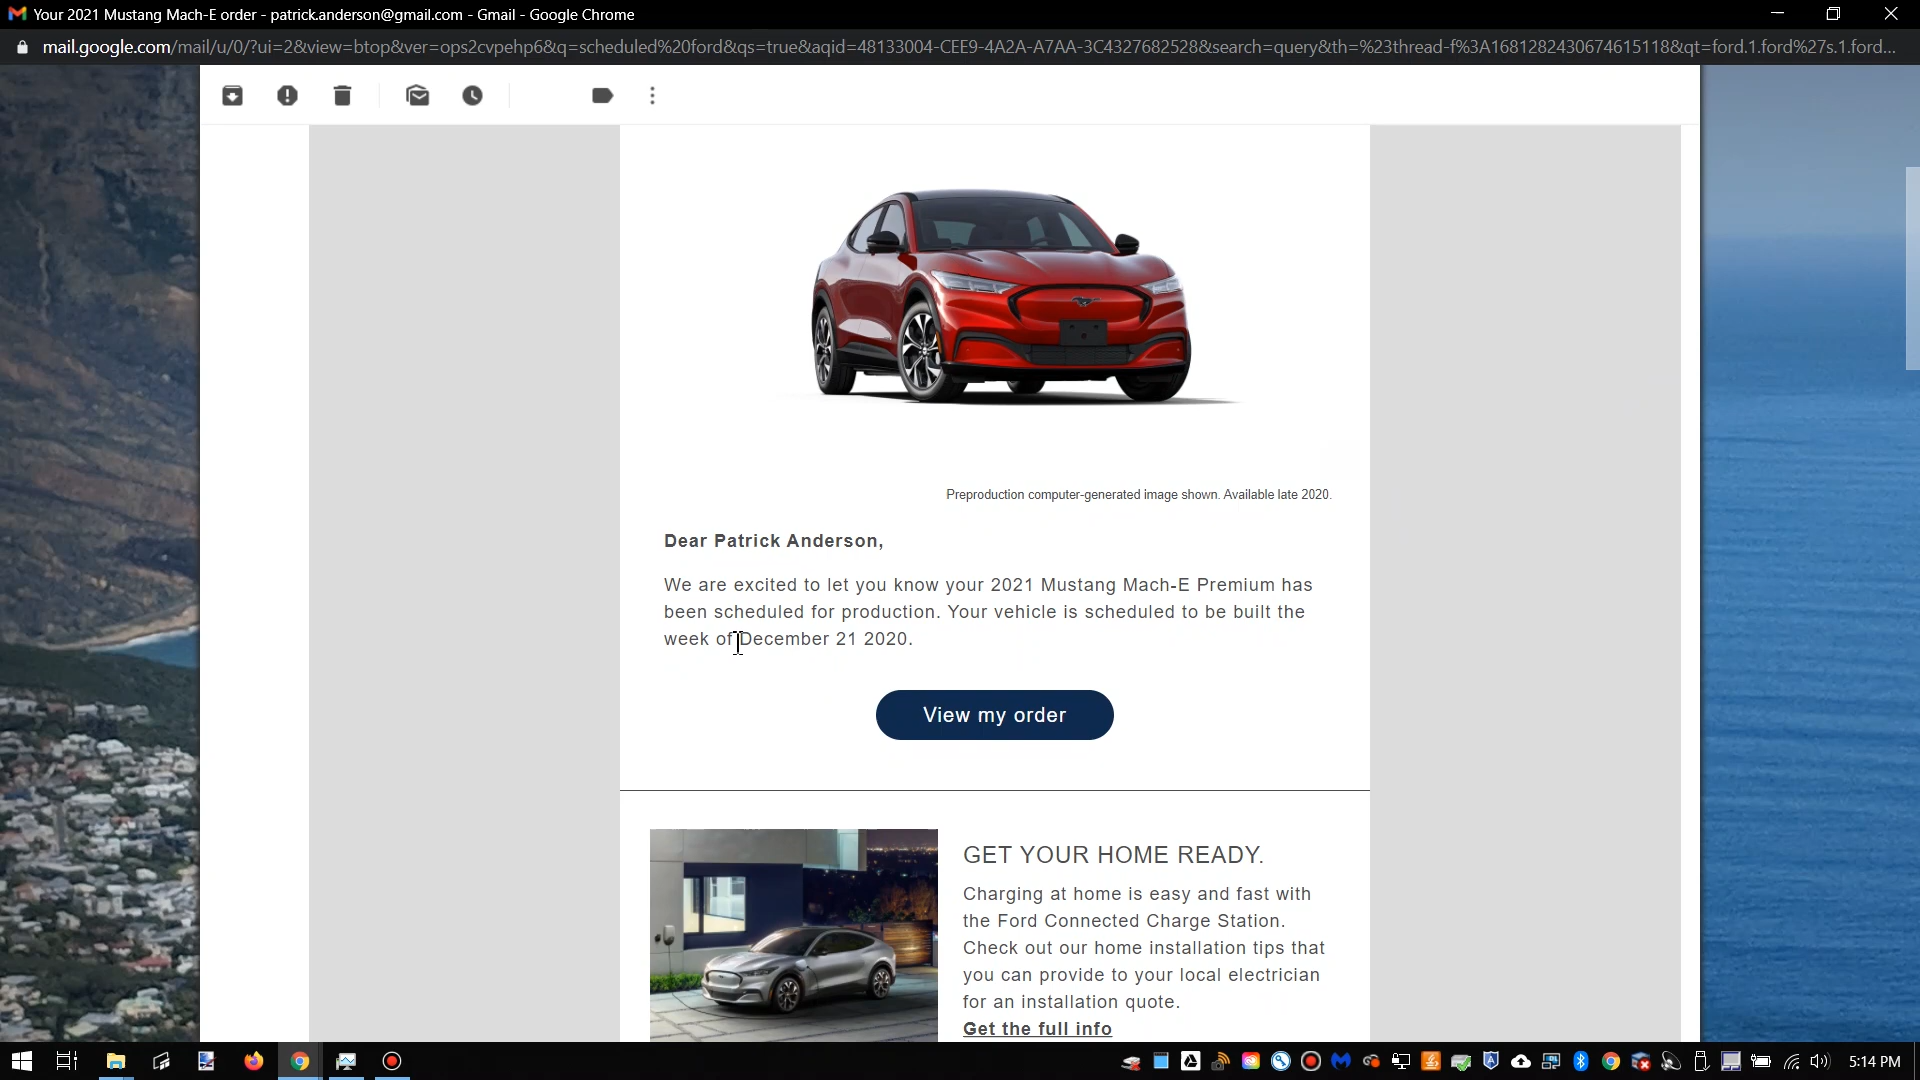 Your 2021 Mustang Mach-E order - patrick.anderson@gmail.com - Gmail - Google Chrome
mail.google.com/mail/u/0/?ui=2&view=btop&ver=ops2cvpehp6&q=scheduled%20ford&qs=true&aqid=48133004-CEE9-4A2A-A7AA-3C4327682528&search=query&th=%23thread-f%3A1681282430674615118&qt=ford.1.ford%27s.1.ford...
Preproduction computer-generated image shown. Available late 2020.
Dear Patrick Anderson,
We are excited to let you know your 2021 Mustang Mach-E Premium has
been scheduled for production. Your vehicle is scheduled to be built the
week of December 21 2020.
View my order
GET YOUR HOME READY.
Charging at home is easy and fast with
the Ford Connected Charge Station.
Check out our home installation tips that
you can provide to your local electrician
for an installation quote.
Get the full info
5:14 PM